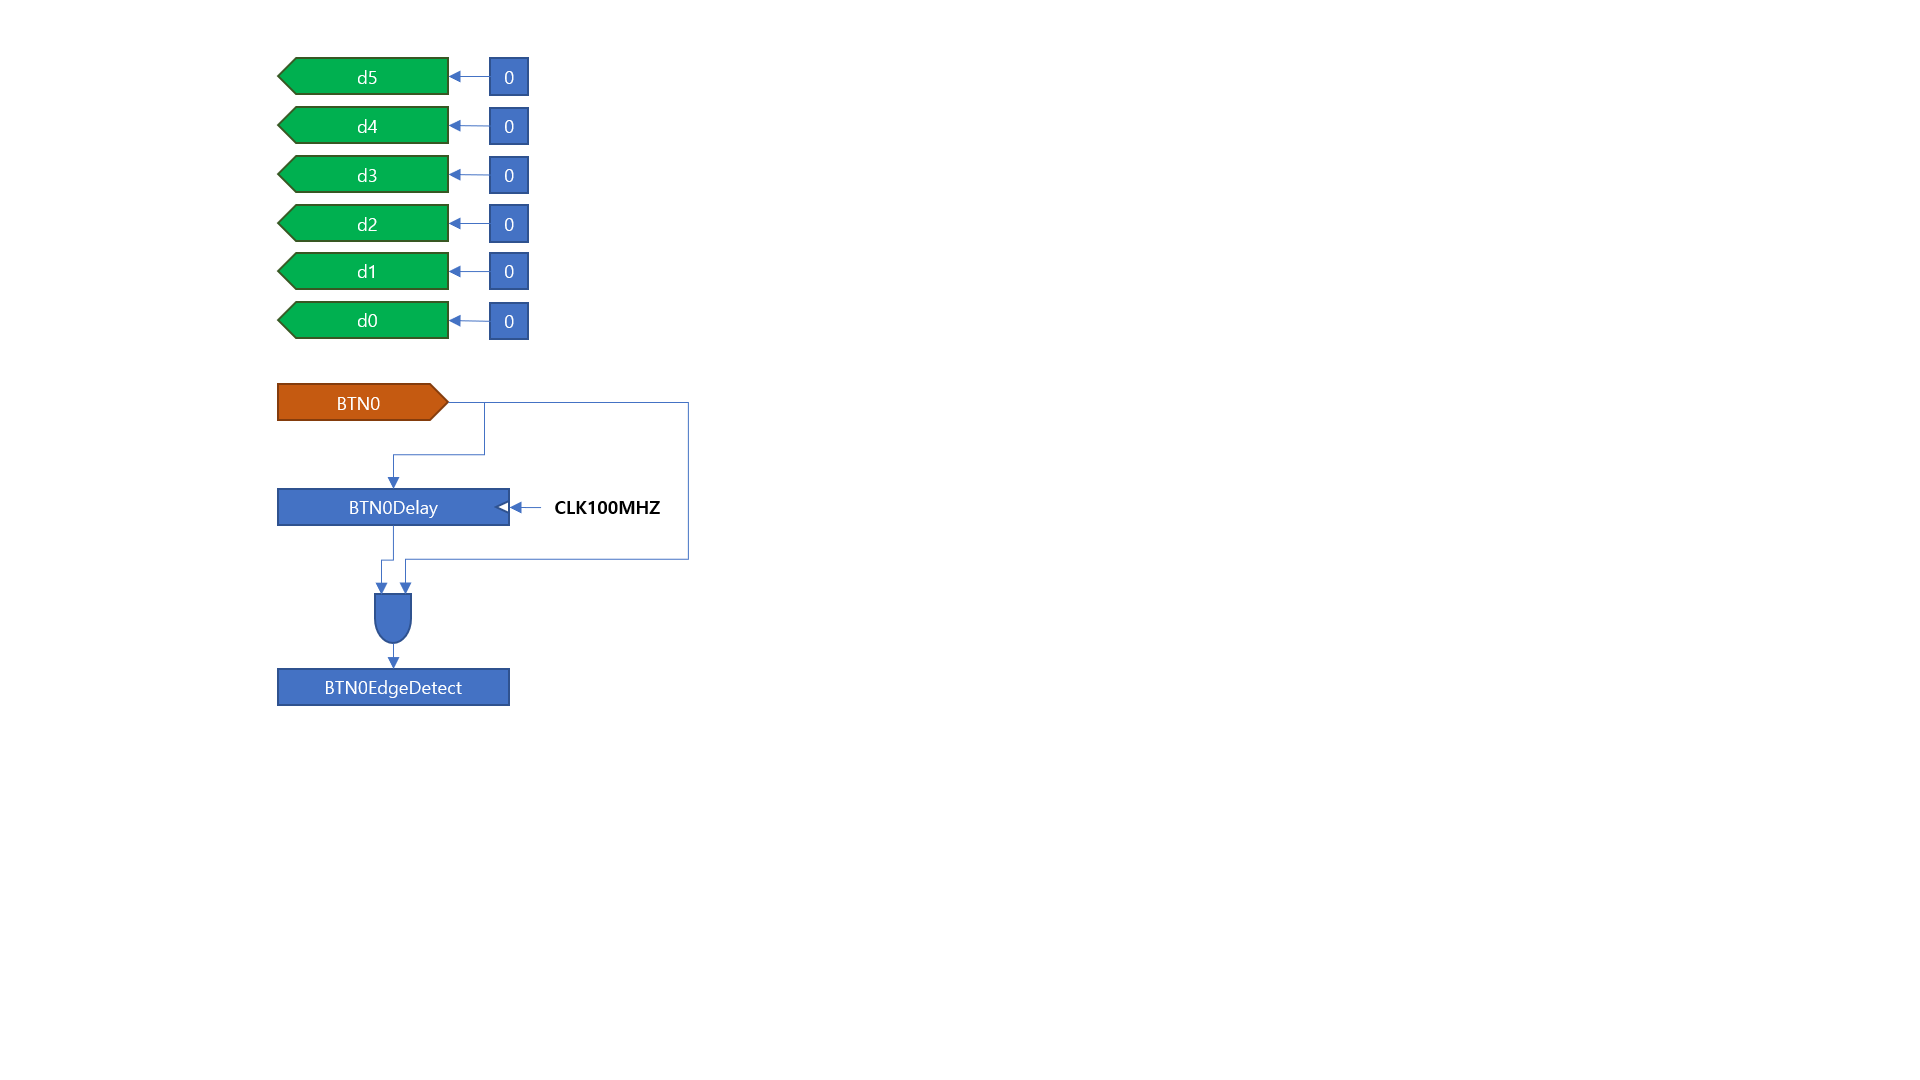 d5 0
d4 0
d3 0
d2 0
d1 0
d0 0
BTN0
BTN0Delay CLK100MHZ
BTN0EdgeDetect